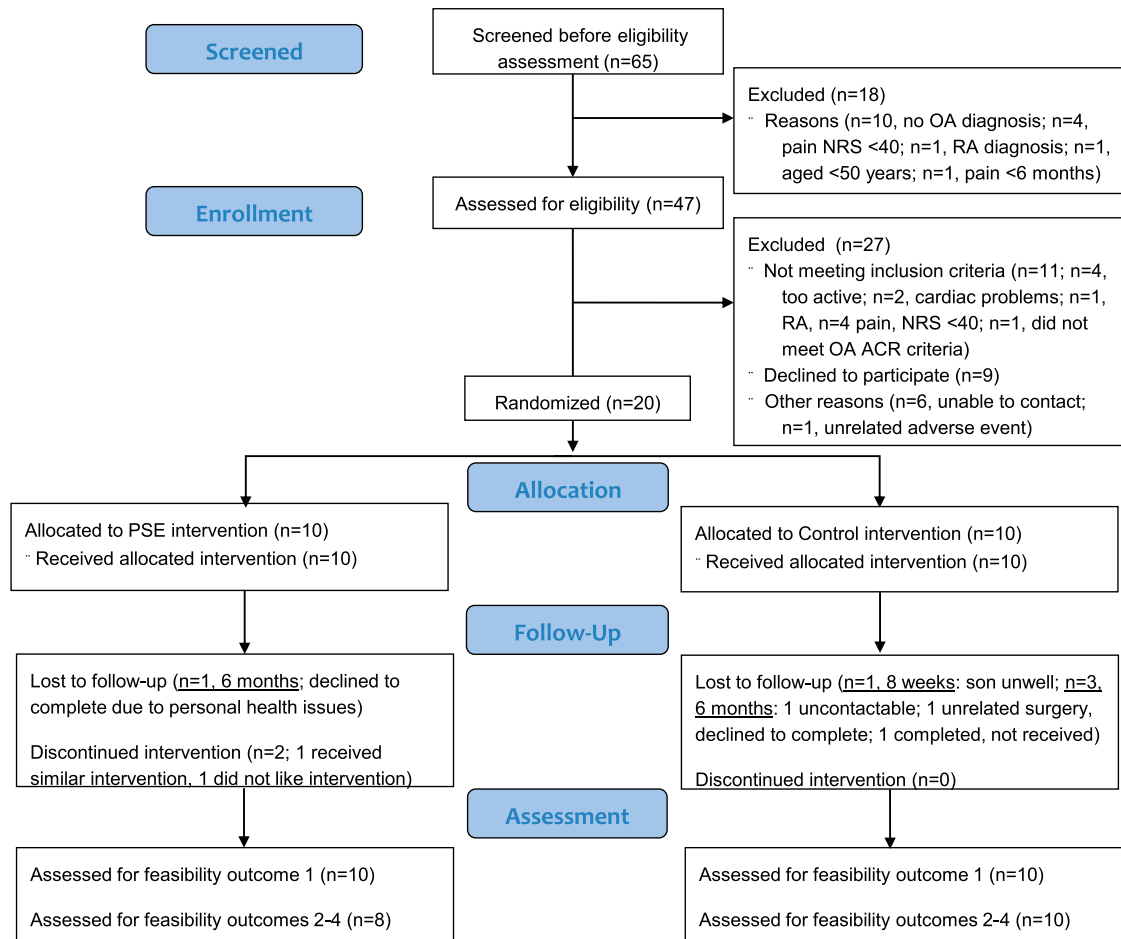 Screened
Screened before eligibility
assessment (n=65)
Excluded (n=18)
¨ Reasons (n=10, no OA diagnosis; n=4,
pain NRS <40; n=1, RA diagnosis; n=1,
aged <50 years; n=1, pain <6 months)
Enrollment
Assessed for eligibility (n=47)
Excluded (n=27)
¨ Not meeting inclusion criteria (n=11; n=4,
too active; n=2, cardiac problems; n=1,
RA, n=4 pain, NRS <40; n=1, did not
meet OA ACR criteria)
¨ Declined to participate (n=9)
¨ Other reasons (n=6, unable to contact;
n=1, unrelated adverse event)
Randomized (n=20)
Allocation
Allocated to PSE intervention (n=10)
¨ Received allocated intervention (n=10)
Allocated to Control intervention (n=10)
¨ Received allocated intervention (n=10)
Follow-Up
Lost to follow-up (n=1, 6 months; declined to
complete due to personal health issues)
Discontinued intervention (n=2; 1 received
similar intervention, 1 did not like intervention)
Lost to follow-up (n=1, 8 weeks: son unwell; n=3,
6 months: 1 uncontactable; 1 unrelated surgery,
declined to complete; 1 completed, not received)
Discontinued intervention (n=0)
Assessment
Assessed for feasibility outcome 1 (n=10)
Assessed for feasibility outcomes 2-4 (n=8)
Assessed for feasibility outcome 1 (n=10)
Assessed for feasibility outcomes 2-4 (n=10)